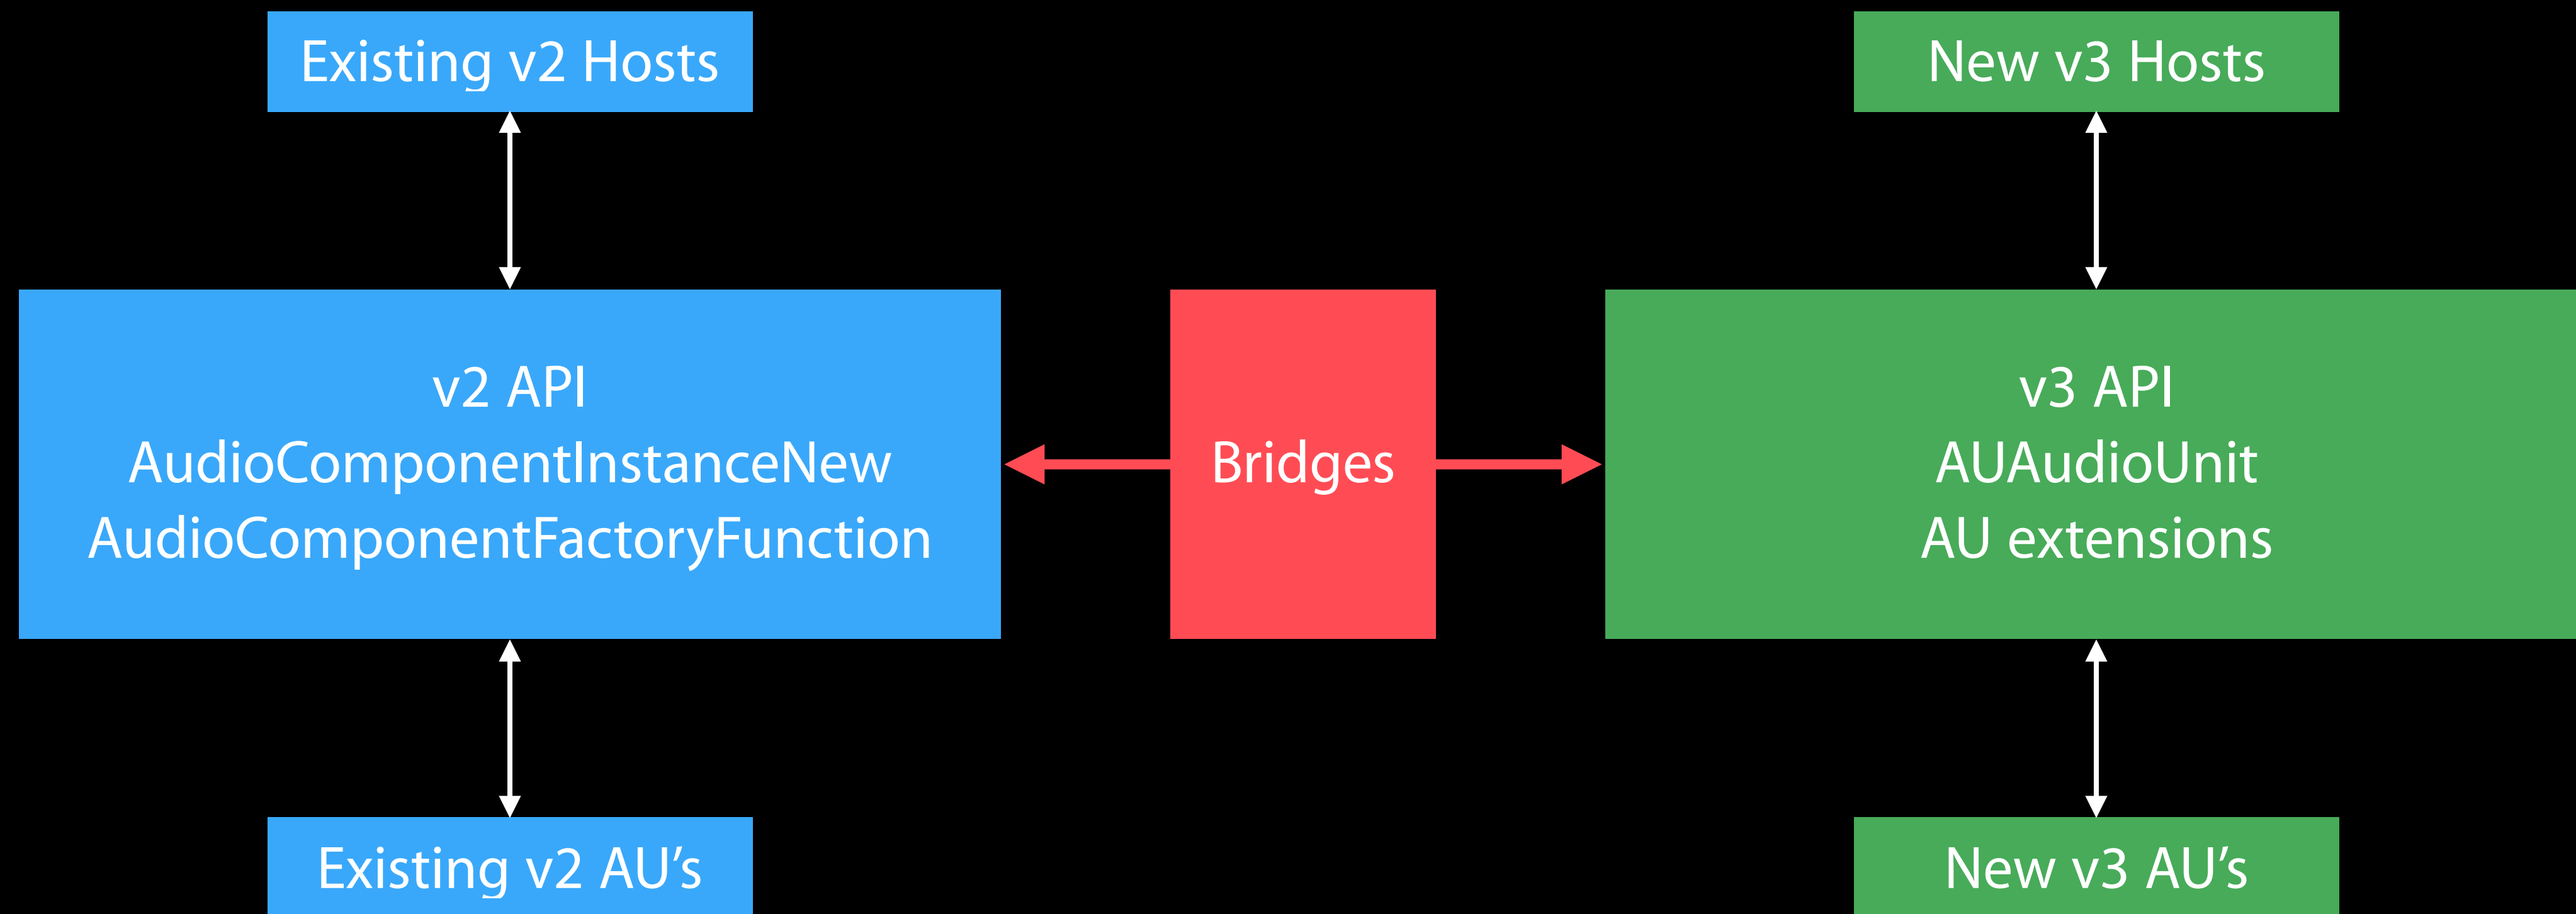 Existing v2 Hosts
New v3 Hosts
v2 API
AudioComponentInstanceNew
AudioComponentFactoryFunction
Bridges
v3 API
AUAudioUnit
AU extensions
Existing v2 AU’s
New v3 AU’s